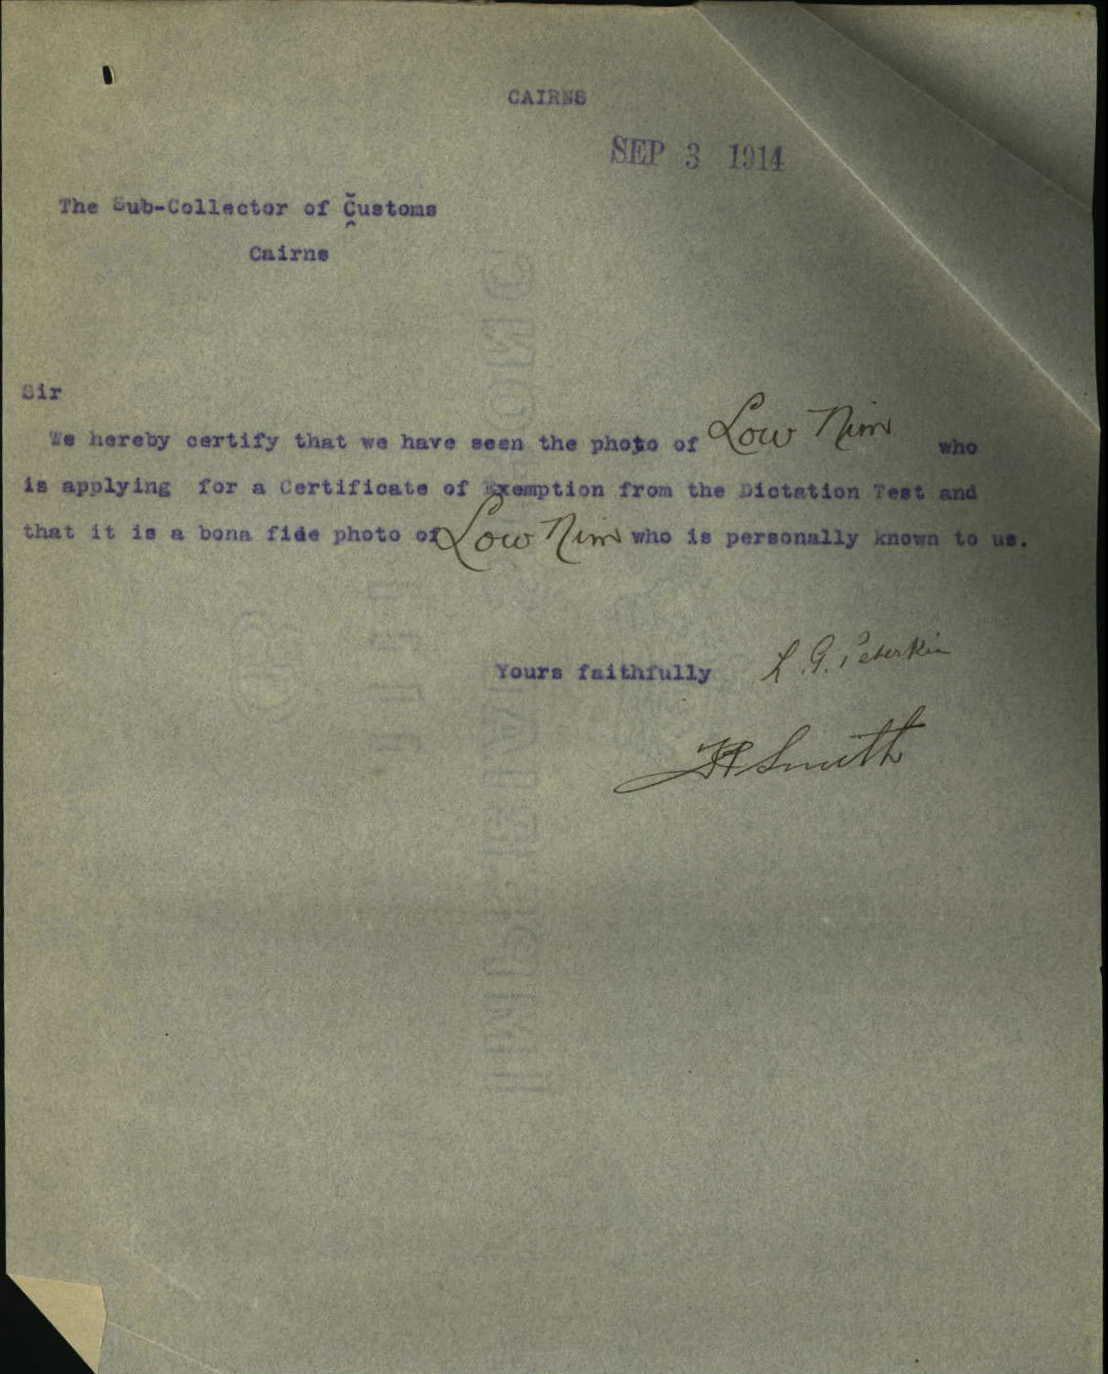 CAIRNS
SEP 3 1914
The Sub-Collector of Customs
Cairns
Sir
We hereby certify that we have seen the photo of Low Nim who
is applying for a Certificate of Exemption from the Dictation Test and
that it is a bona fide photo of Low Nim who is personally known to us.
Yours faithfully L. G. Peterkin
Smith